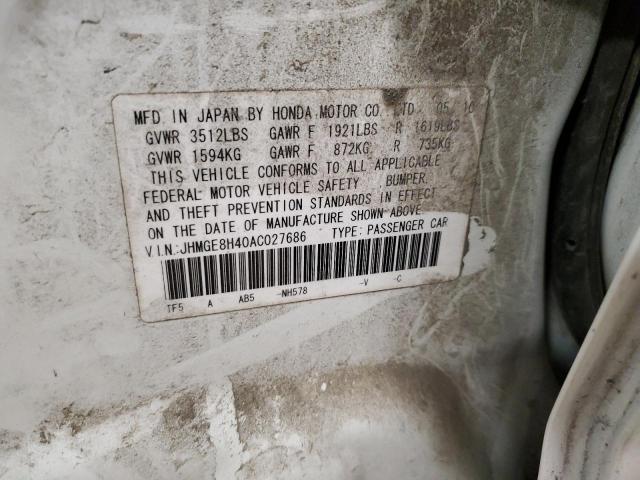 MFD. IN JAPAN BY HONDA MOTOR CO., LTD. 05/10
GVWR 3512LBS GAWR F 1921LBS R 1619LBS
GVWR 1594KG GAWR F 872KG R 735KG
THIS VEHICLE CONFORMS TO ALL APPLICABLE
FEDERAL MOTOR VEHICLE SAFETY, BUMPER,
AND THEFT PREVENTION STANDARDS IN EFFECT
ON THE DATE OF MANUFACTURE SHOWN ABOVE.
V.I.N.:JHMGE8H40AC027686 TYPE: PASSENGER CAR
TF5 A AB5 -NH578 -V -C